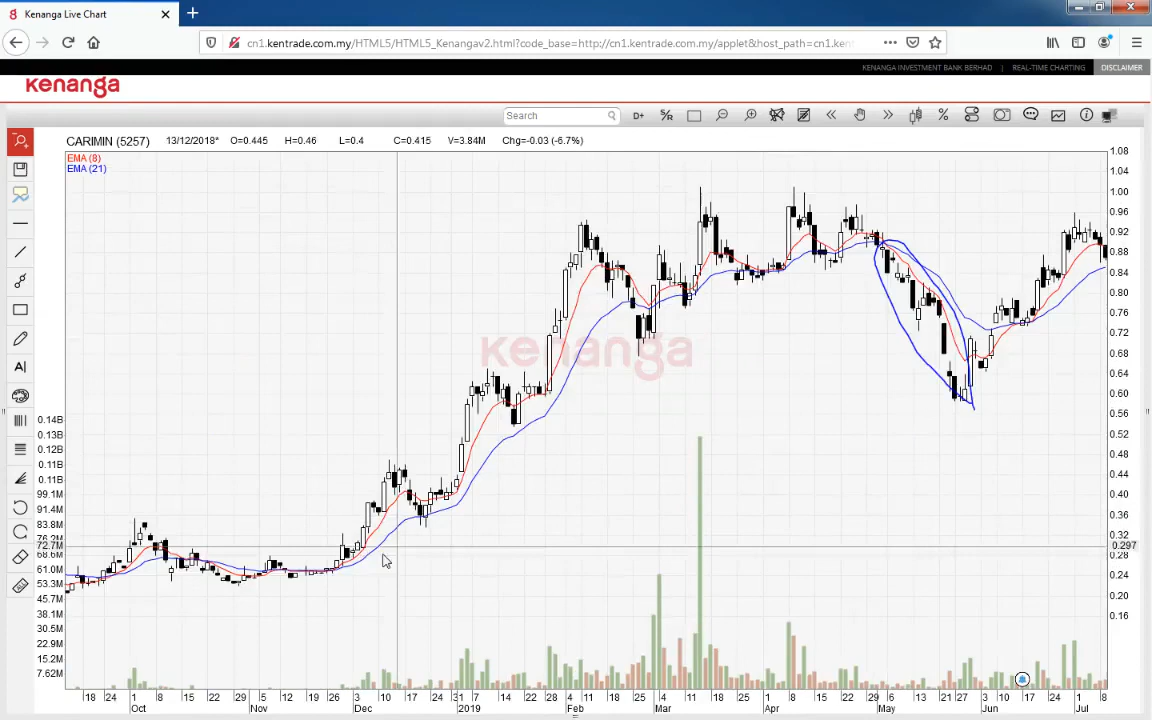 Kenanga Live Chart
cn1.kentrade.com.my/HTML5/HTML5_Kenangav2.html?code_base=http://cn1.kentrade.com.my/applet&host_path=cn1.kent
KENANGA INVESTMENT BANK BERHAD | REAL-TIME CHARTING DISCLAIMER
kenanga
Search D+ S/R %
CARIMIN (5257) 13/12/2018* O=0.445 H=0.46 L=0.4 C=0.415 V=3.84M Chg=-0.03 (-6.7%)
EMA (8)
EMA (21)
1.08
1.04
1.00
0.96
0.92
0.88
0.84
0.80
0.76
0.72
0.68
0.64
0.60
0.56
0.52
0.48
0.44
0.40
0.36
0.32
0.297
0.28
0.24
0.20
0.16
kenanga
A|
0.14B
0.13B
0.12B
0.11B
0.11B
99.1M
91.4M
83.8M
76.2M
72.7M
68.6M
61.0M
53.3M
45.7M
38.1M
30.5M
22.9M
15.2M
7.62M
18 24 1 8 15 22 29 5 12 19 26 3 10 17 24 31 7 14 21 28 4 11 18 25 4 11 18 25 1 8 15 22 29 6 13 21 27 3 10 17 24 1 8
Oct Nov Dec 2019 Feb Mar Apr May Jun Jul